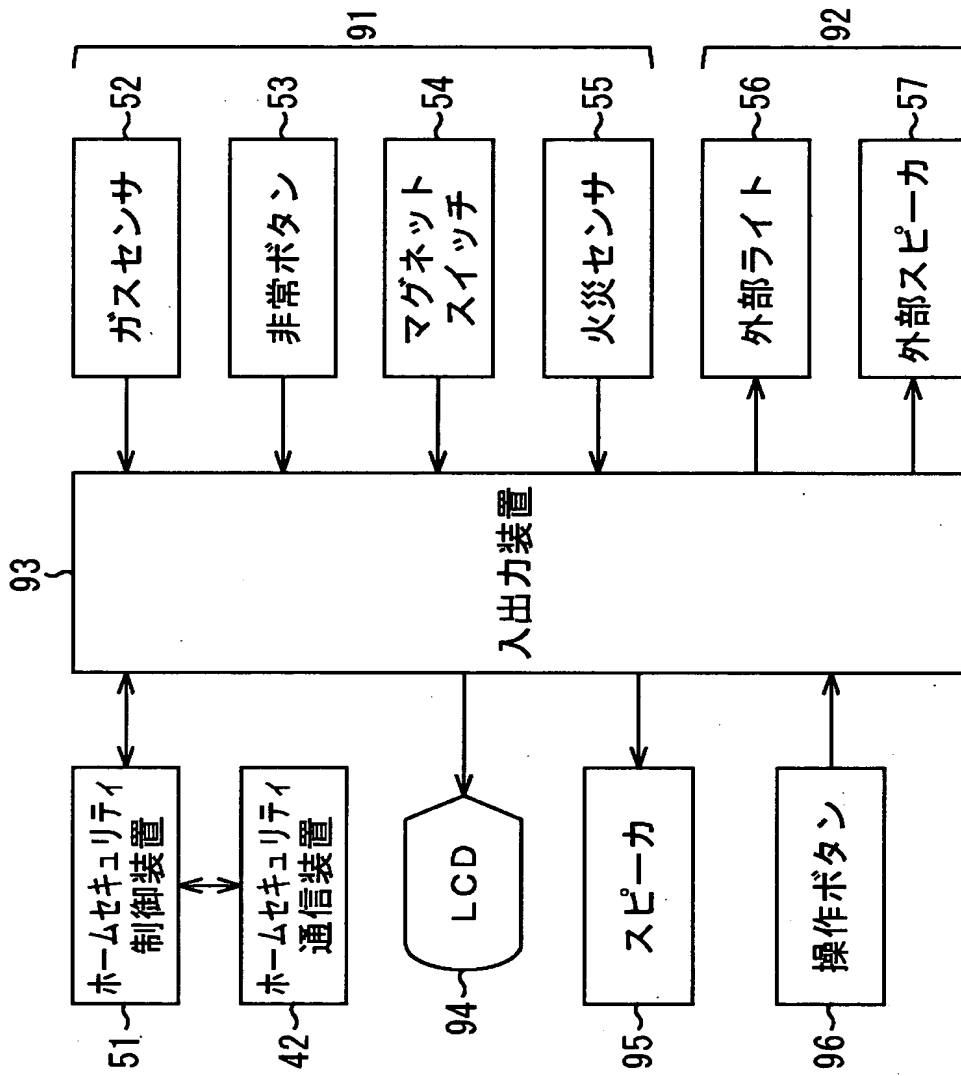 91
92
52
53
54
55
56
57
ガスセンサ
非常ボタン
マグネット
スイッチ
火災センサ
外部ライト
外部スピーカ
93
入出力装置
ホームセキュリティ
制御装置
ホームセキュリティ
通信装置
LCD
スピーカ
操作ボタン
51
42
94
95
96